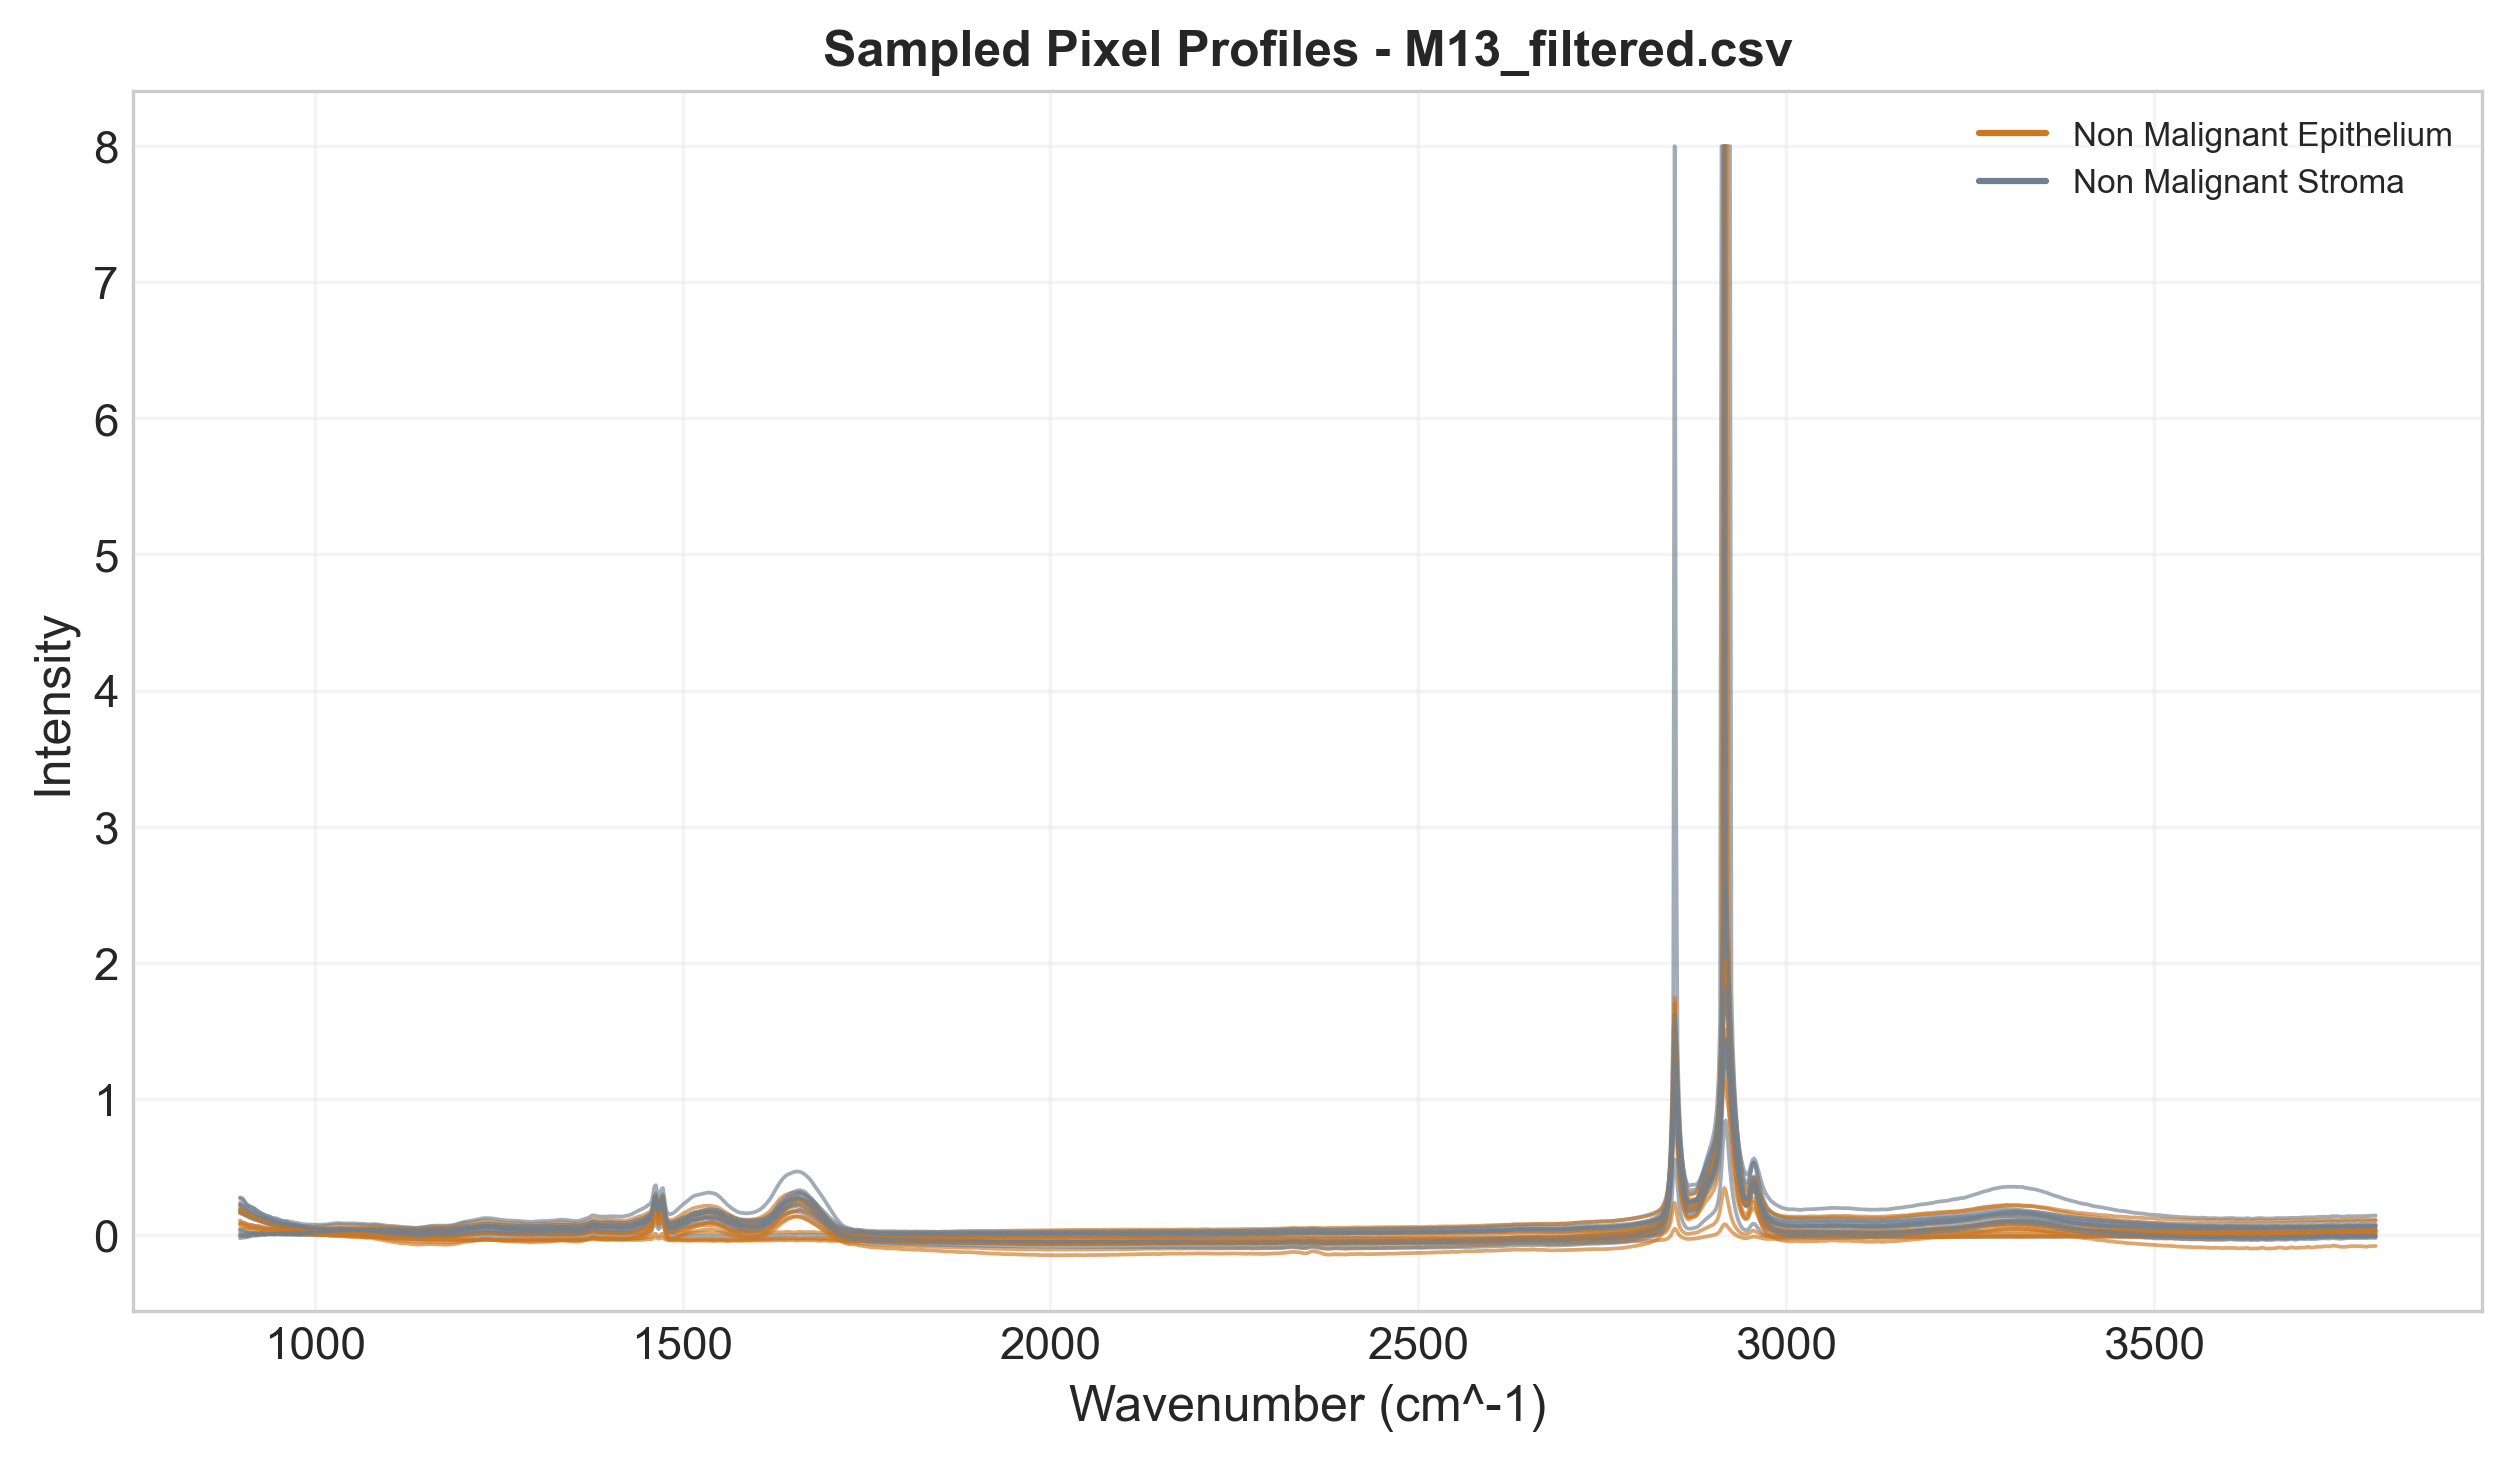 Sampled Pixel Profiles - M13_filtered.csv
Non Malignant Epithelium
Non Malignant Stroma
8
7
6
5
4
3
2
1
0
Intensity
1000 1500 2000 2500 3000 3500
Wavenumber (cm^-1)